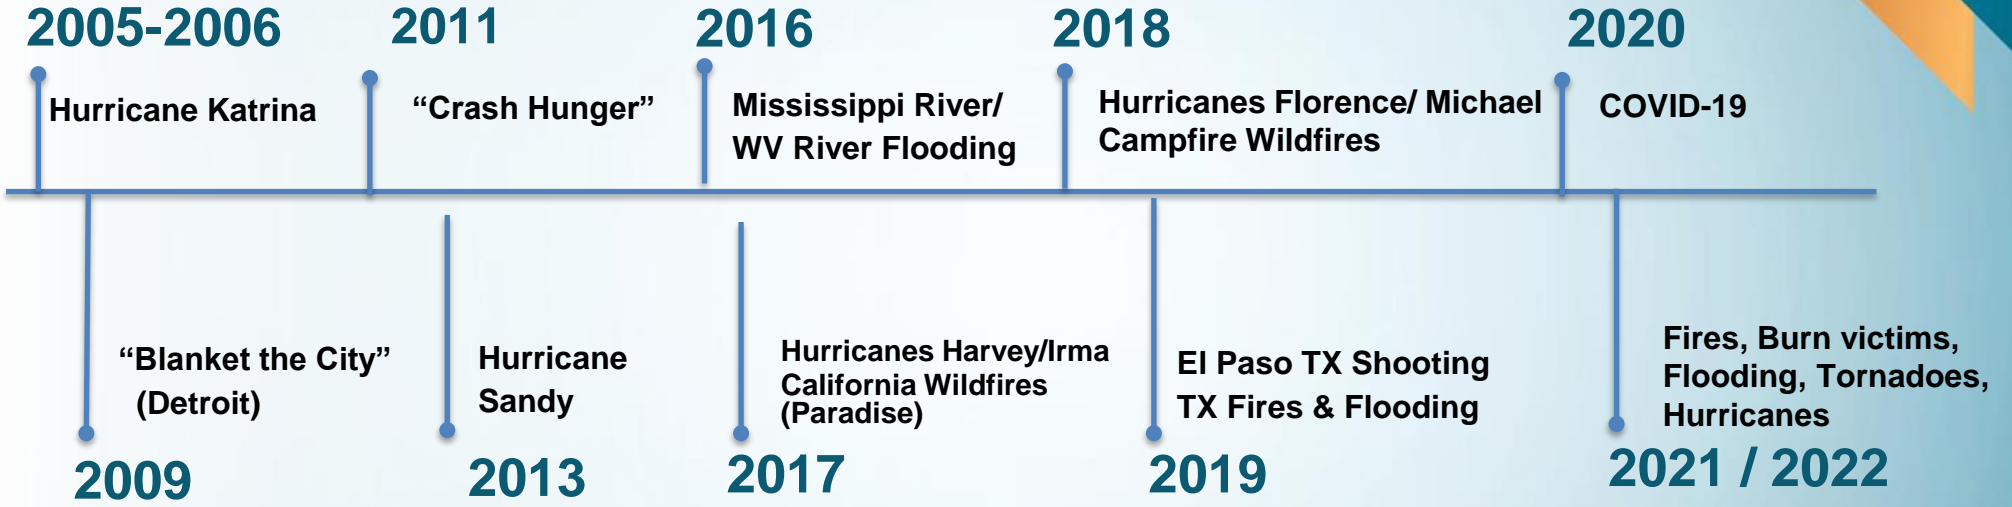 2005-2006
Hurricane Katrina
2011
“Crash Hunger”
2016
Mississippi River/
WV River Flooding
2018
Hurricanes Florence/ Michael
Campfire Wildfires
2020
COVID-19
“Blanket the City”
(Detroit)
2009
Hurricane
Sandy
2013
Hurricanes Harvey/Irma
California Wildfires
(Paradise)
2017
El Paso TX Shooting
TX Fires & Flooding
2019
Fires, Burn victims,
Flooding, Tornadoes,
Hurricanes
2021 / 2022